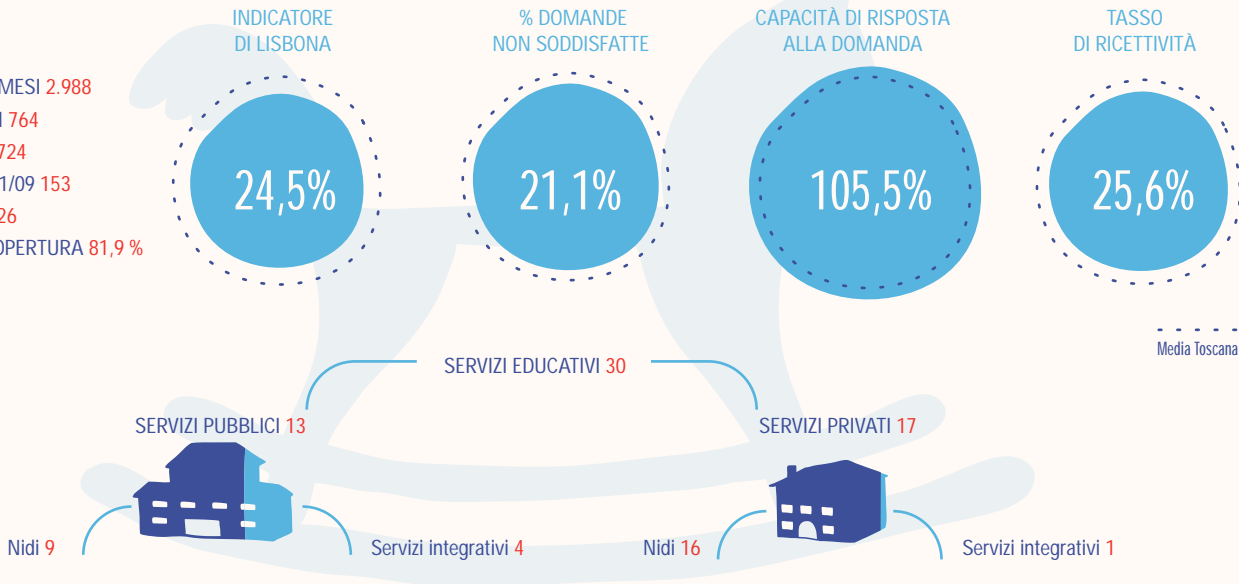 INDICATORE
DI LISBONA
% DOMANDE
NON SODDISFATTE
CAPACITÀ DI RISPOSTA
ALLA DOMANDA
TASSO
DI RICETTIVITÀ
MESI 2.988
764
724
1/09 153
26
OPERTURA 81,9 %
24,5%
21,1%
105,5%
25,6%
Media Toscana
SERVIZI EDUCATIVI 30
SERVIZI PUBBLICI 13
SERVIZI PRIVATI 17
Nidi 9
Servizi integrativi 4
Nidi 16
Servizi integrativi 1